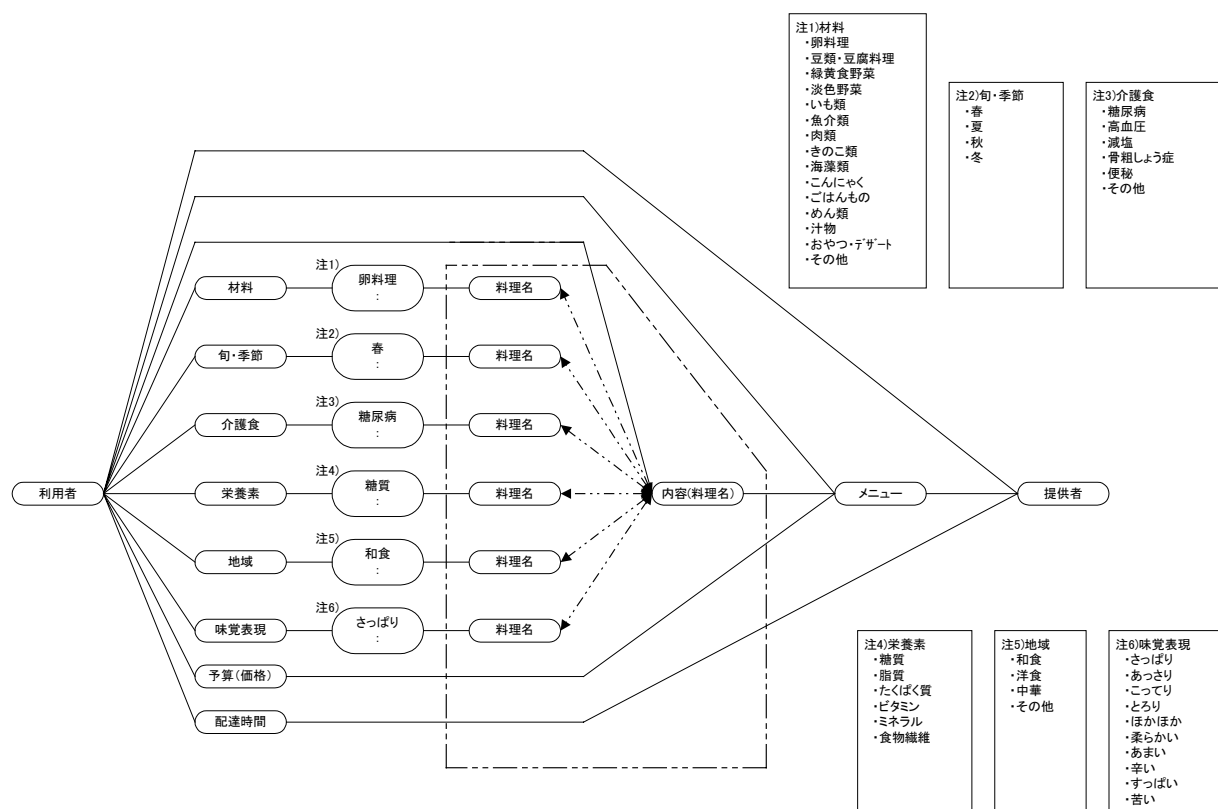 注1)材料
・卵料理
・豆類・豆腐料理
・緑黄食野菜
・淡色野菜
・いも類
・魚介類
・肉類
・きのこ類
・海藻類
・こんにゃく
・ごはんもの
・めん類
・汁物
・おやつ・デザート
・その他
注2)旬・季節
・春
・夏
・秋
・冬
注3)介護食
・糖尿病
・高血圧
・減塩
・骨粗しょう症
・便秘
・その他
注1)
材料
卵料理
:
料理名
注2)
旬・季節
春
:
料理名
注3)
介護食
糖尿病
:
料理名
注4)
利用者
栄養素
糖質
:
料理名
内容(料理名)
メニュー
提供者
注5)
地域
和食
:
料理名
注6)
味覚表現
さっぱり
:
料理名
予算(価格)
配達時間
注4)栄養素
・糖質
・脂質
・たくぱく質
・ビタミン
・ミネラル
・食物繊維
注5)地域
・和食
・洋食
・中華
・その他
注6)味覚表現
・さっぱり
・あっさり
・こってり
・とろり
・ほかほか
・柔らかい
・あまい
・辛い
・すっぱい
・苦い